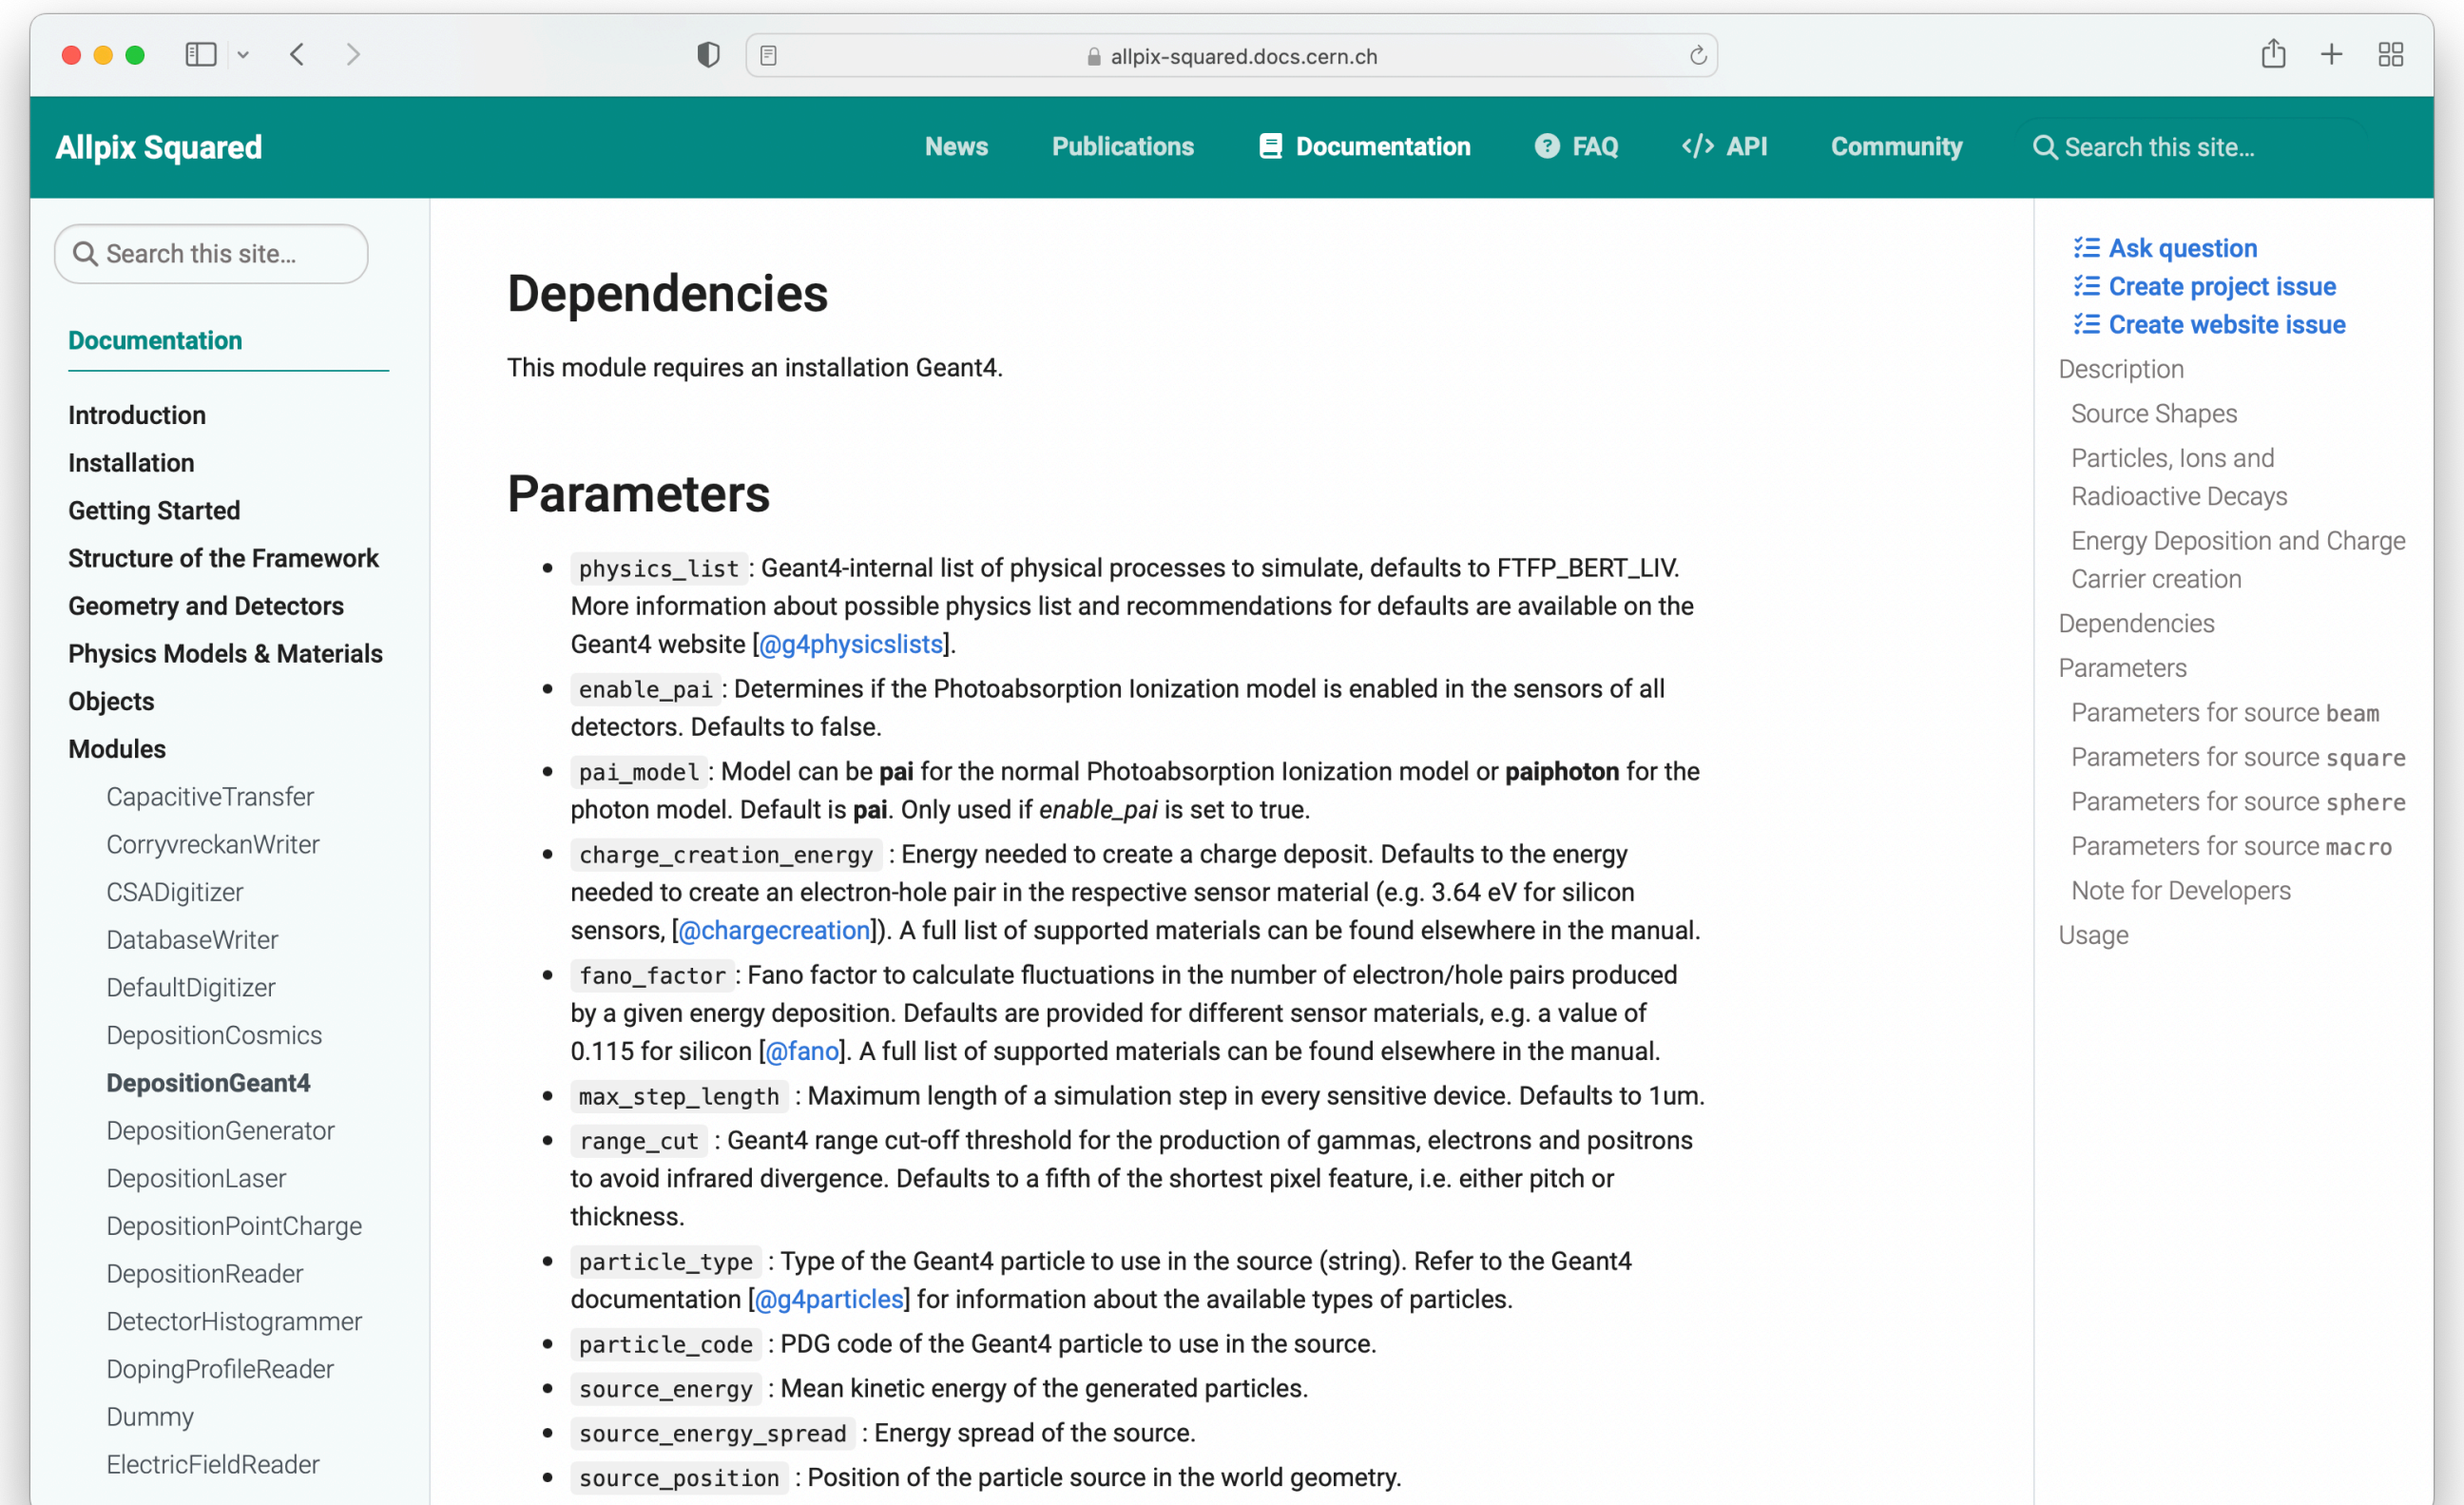 allpix-squared.docs.cern.ch
Allpix Squared
News
Publications
Documentation
FAQ
API
Community
Search this site…
Search this site…
Documentation
Introduction
Installation
Getting Started
Structure of the Framework
Geometry and Detectors
Physics Models & Materials
Objects
Modules
CapacitiveTransfer
CorryvreckanWriter
CSADigitizer
DatabaseWriter
DefaultDigitizer
DepositionCosmics
DepositionGeant4
DepositionGenerator
DepositionLaser
DepositionPointCharge
DepositionReader
DetectorHistogrammer
DopingProfileReader
Dummy
ElectricFieldReader
Dependencies
This module requires an installation Geant4.
Parameters
physics_list: Geant4-internal list of physical processes to simulate, defaults to FTFP_BERT_LIV.
More information about possible physics list and recommendations for defaults are available on the
Geant4 website [@g4physicslists].
enable_pai: Determines if the Photoabsorption Ionization model is enabled in the sensors of all
detectors. Defaults to false.
pai_model: Model can be pai for the normal Photoabsorption Ionization model or paiphoton for the
photon model. Default is pai. Only used if enable_pai is set to true.
charge_creation_energy : Energy needed to create a charge deposit. Defaults to the energy
needed to create an electron-hole pair in the respective sensor material (e.g. 3.64 eV for silicon
sensors, [@chargecreation]). A full list of supported materials can be found elsewhere in the manual.
fano_factor: Fano factor to calculate fluctuations in the number of electron/hole pairs produced
by a given energy deposition. Defaults are provided for different sensor materials, e.g. a value of
0.115 for silicon [@fano]. A full list of supported materials can be found elsewhere in the manual.
max_step_length : Maximum length of a simulation step in every sensitive device. Defaults to 1um.
range_cut : Geant4 range cut-off threshold for the production of gammas, electrons and positrons
to avoid infrared divergence. Defaults to a fifth of the shortest pixel feature, i.e. either pitch or
thickness.
particle_type : Type of the Geant4 particle to use in the source (string). Refer to the Geant4
documentation [@g4particles] for information about the available types of particles.
particle_code : PDG code of the Geant4 particle to use in the source.
source_energy : Mean kinetic energy of the generated particles.
source_energy_spread : Energy spread of the source.
source_position : Position of the particle source in the world geometry.
Ask question
Create project issue
Create website issue
Description
Source Shapes
Particles, Ions and
Radioactive Decays
Energy Deposition and Charge
Carrier creation
Dependencies
Parameters
Parameters for source beam
Parameters for source square
Parameters for source sphere
Parameters for source macro
Note for Developers
Usage